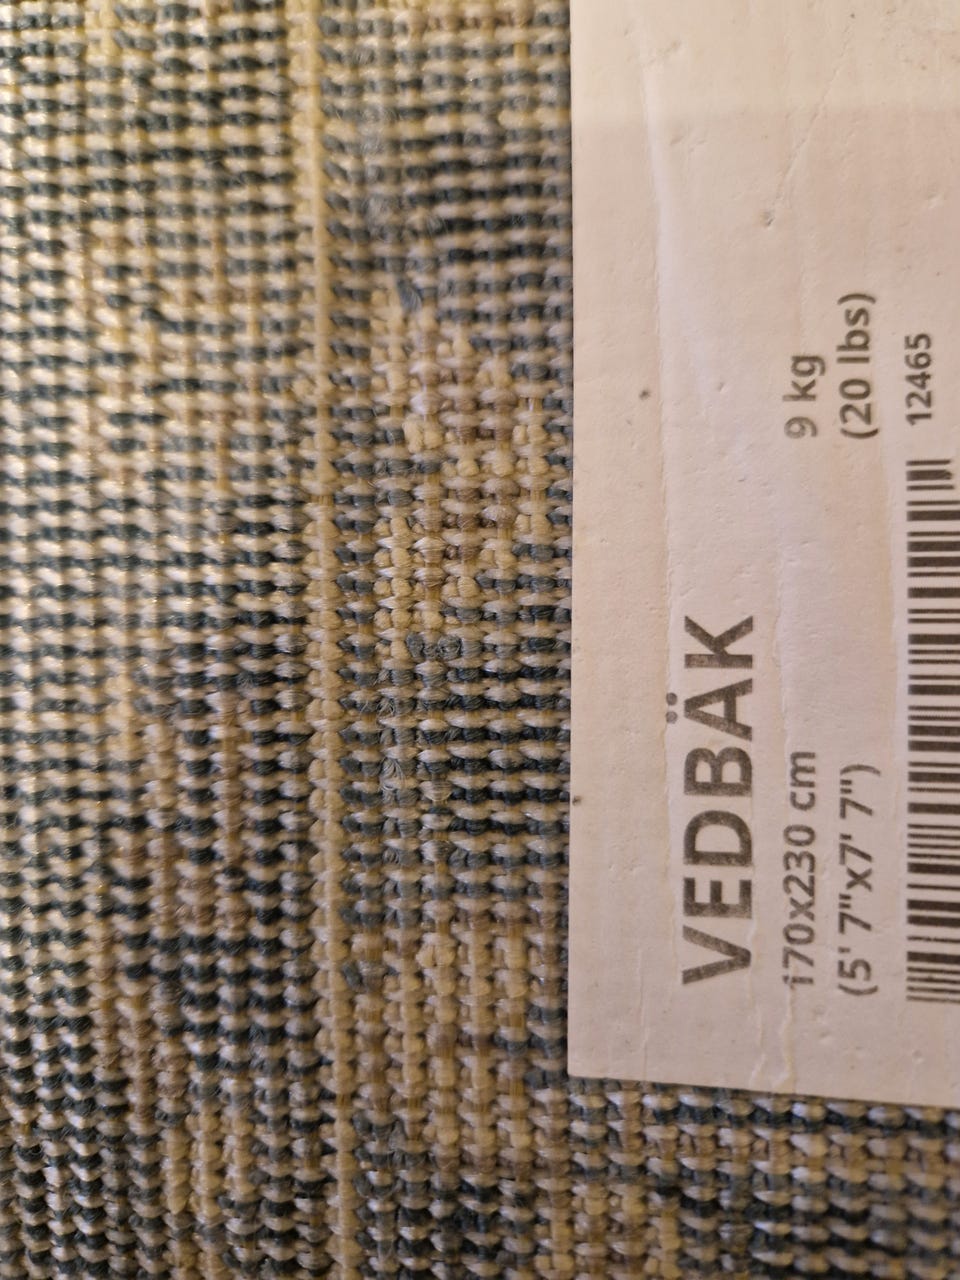 VEDBÄK
170x230 cm
(5' 7"x7' 7")
9 kg
(20 lbs)
12465